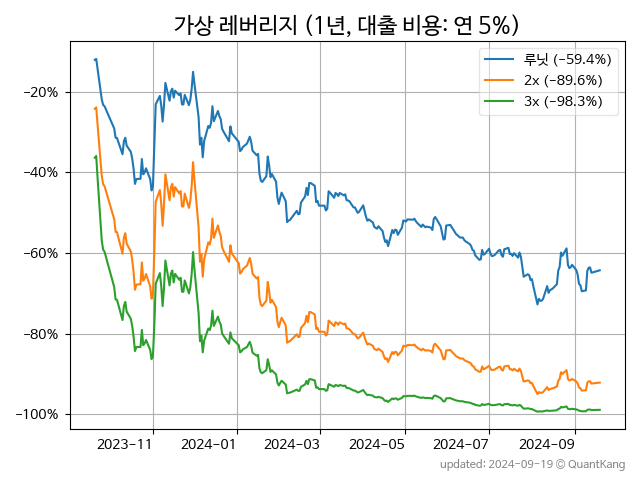 가상 레버리지 (1년, 대출 비용: 연 5%)
루닛 (−59.4%)
2x (−89.6%)
3x (−98.3%)
−20%
−40%
−60%
−80%
−100%
2023−11 2024−01 2024−03 2024−05 2024−07 2024−09
updated: 2024−09−19 ⓒ QuantKang